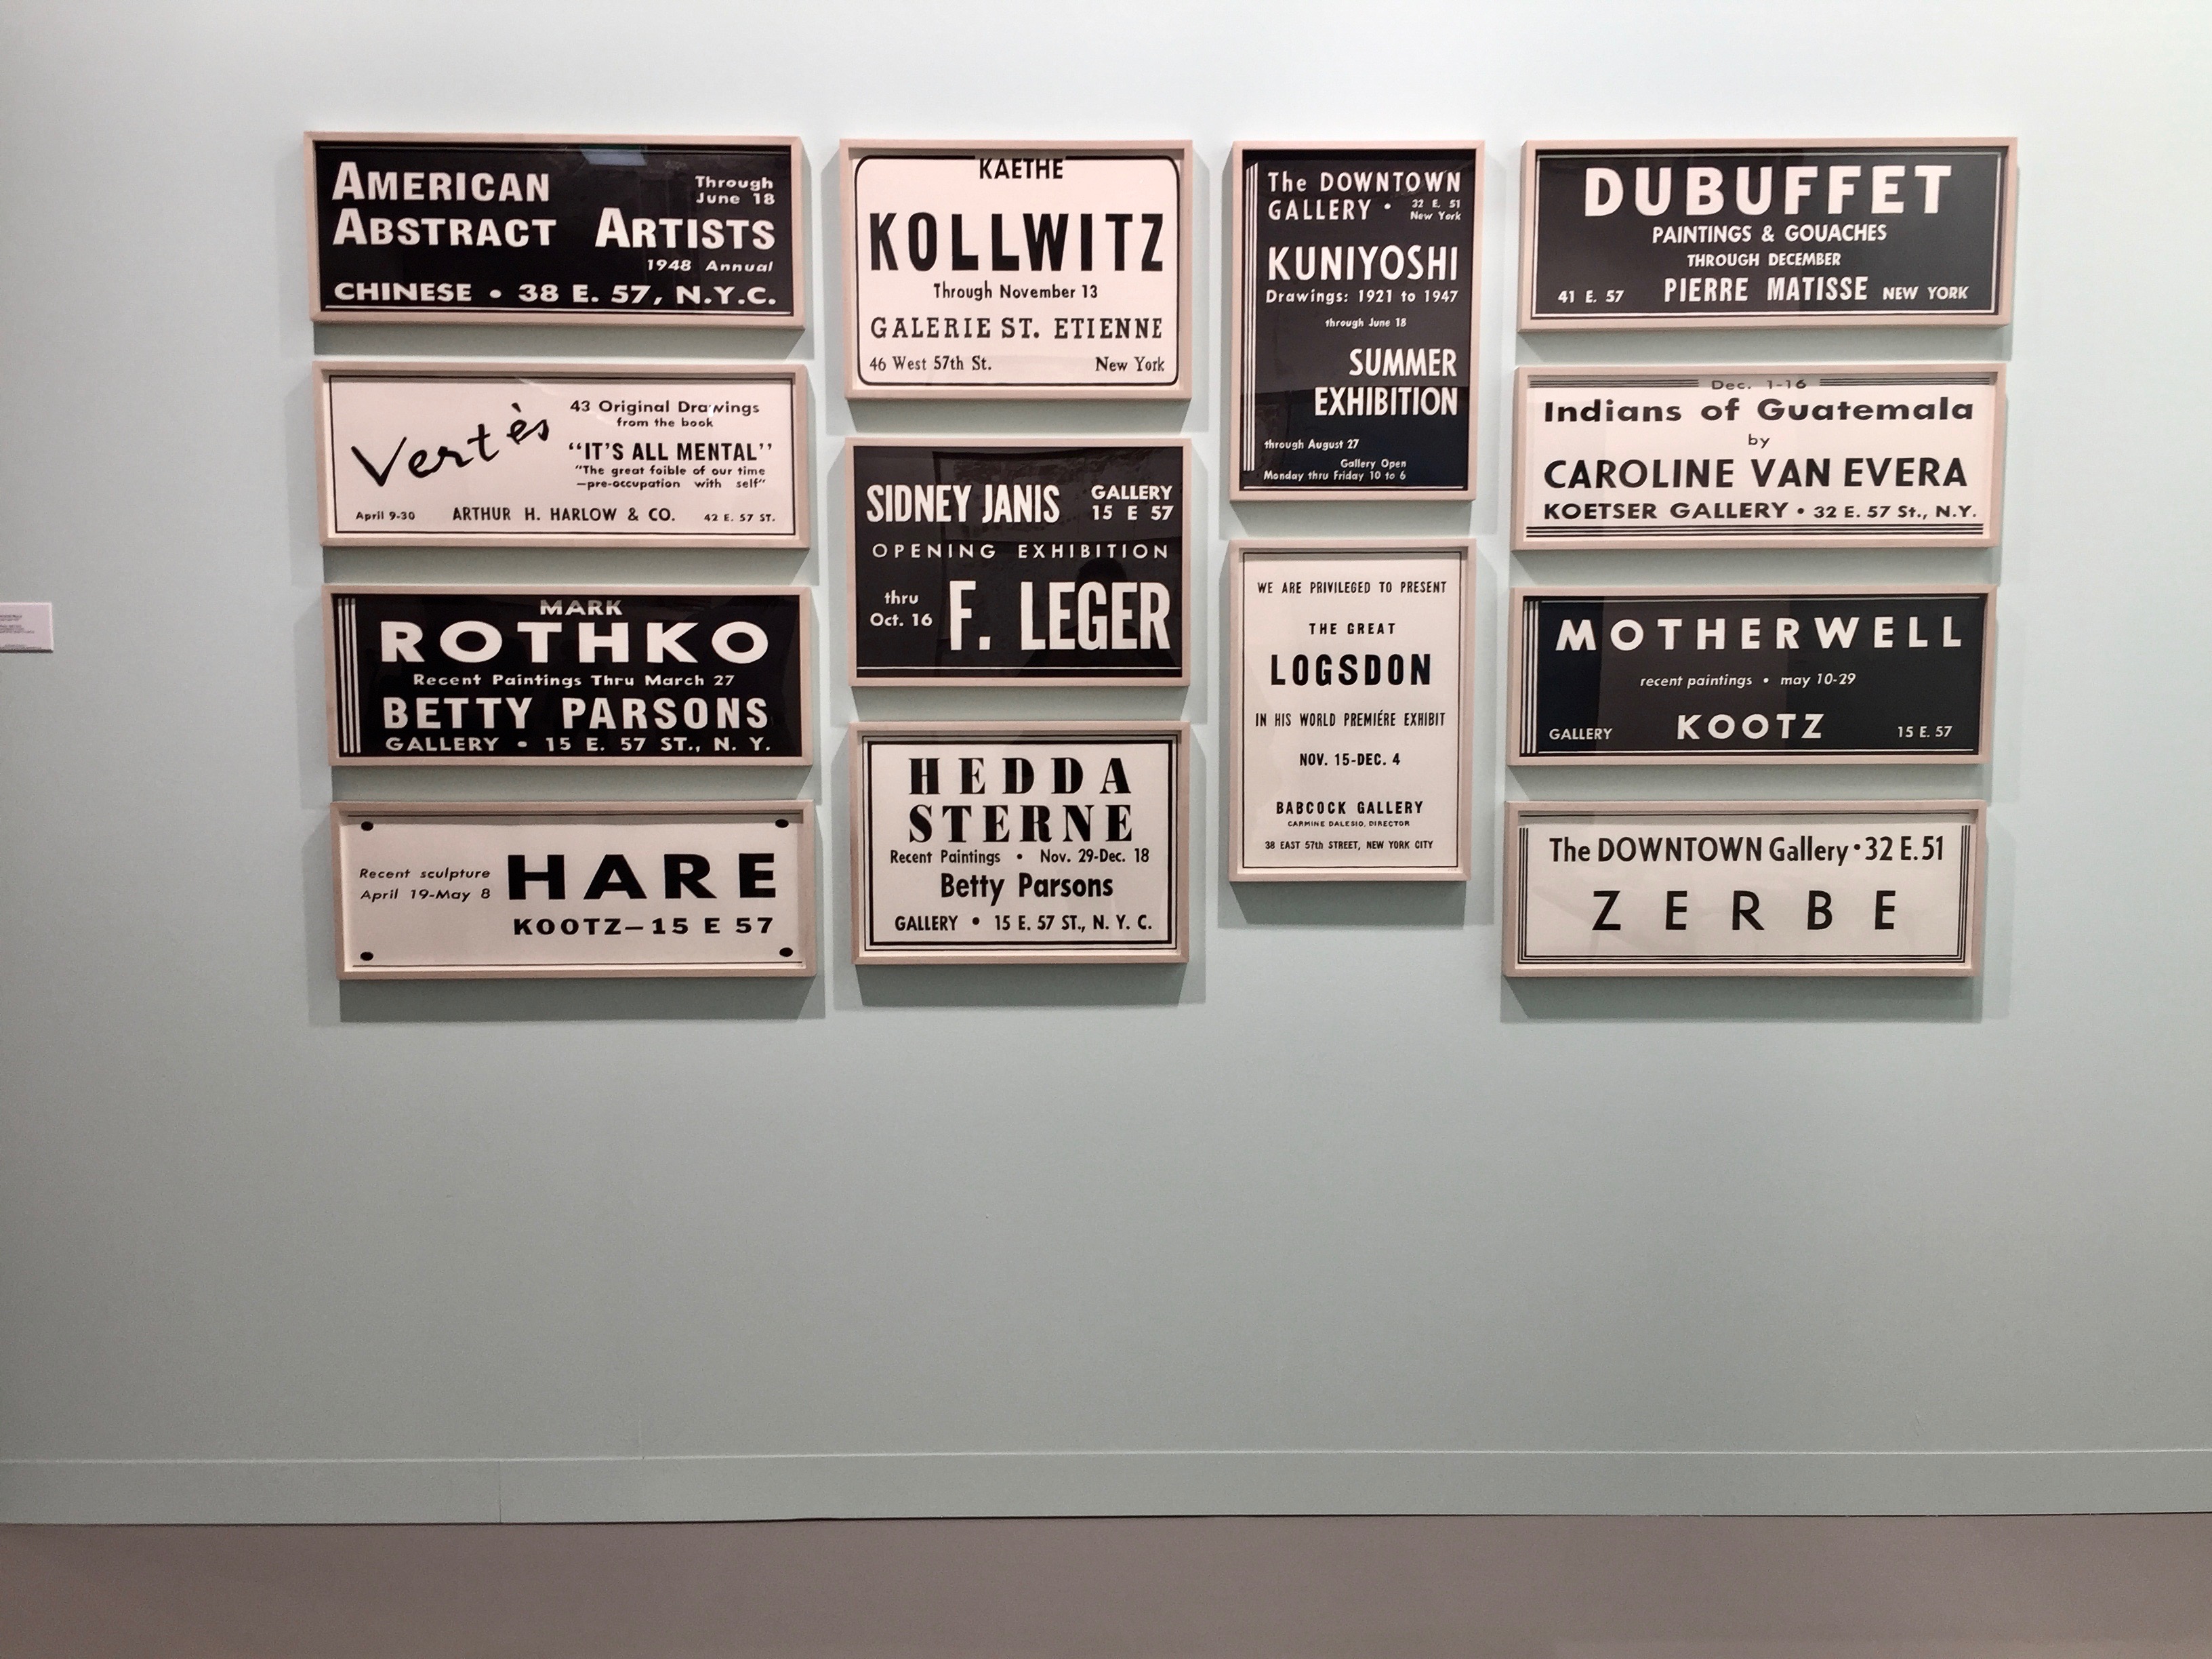 AMERICAN
Through
June 18
ABSTRACT ARTISTS
1948 Annual
CHINESE • 38 E. 57, N.Y.C.
Vertès
43 Original Drawings
from the book
"IT'S ALL MENTAL"
"The great foible of our time
—pre-occupation with self"
April 9-30 ARTHUR H. HARLOW & CO. 42 E. 57 ST.
MARK
ROTHKO
Recent Paintings Thru March 27
BETTY PARSONS
GALLERY • 15 E. 57 ST., N. Y.
Recent sculpture
April 19-May 8
HARE
KOOTZ—15 E 57
KAETHE
KOLLWITZ
Through November 13
GALERIE ST. ETIENNE
46 West 57th St. New York
SIDNEY JANIS
GALLERY
15 E 57
OPENING EXHIBITION
thru
Oct. 16
F. LEGER
HEDDA
STERNE
Recent Paintings • Nov. 29-Dec. 18
Betty Parsons
GALLERY • 15 E. 57 ST., N. Y. C.
The DOWNTOWN
GALLERY •
32 E. 51
New York
KUNIYOSHI
Drawings: 1921 to 1947
through June 18
SUMMER
EXHIBITION
through August 27
Gallery Open
Monday thru Friday 10 to 6
WE ARE PRIVILEGED TO PRESENT
THE GREAT
LOGSDON
IN HIS WORLD PREMIÉRE EXHIBIT
NOV. 15-DEC. 4
BABCOCK GALLERY
CARMINE DALESIO, DIRECTOR
38 EAST 57th STREET, NEW YORK CITY
DUBUFFET
PAINTINGS & GOUACHES
THROUGH DECEMBER
41 E. 57 PIERRE MATISSE NEW YORK
Dec. 1-16
Indians of Guatemala
by
CAROLINE VAN EVERA
KOETSER GALLERY • 32 E. 57 St., N.Y.
MOTHERWELL
recent paintings • may 10-29
GALLERY KOOTZ 15 E. 57
The DOWNTOWN Gallery • 32 E. 51
ZERBE